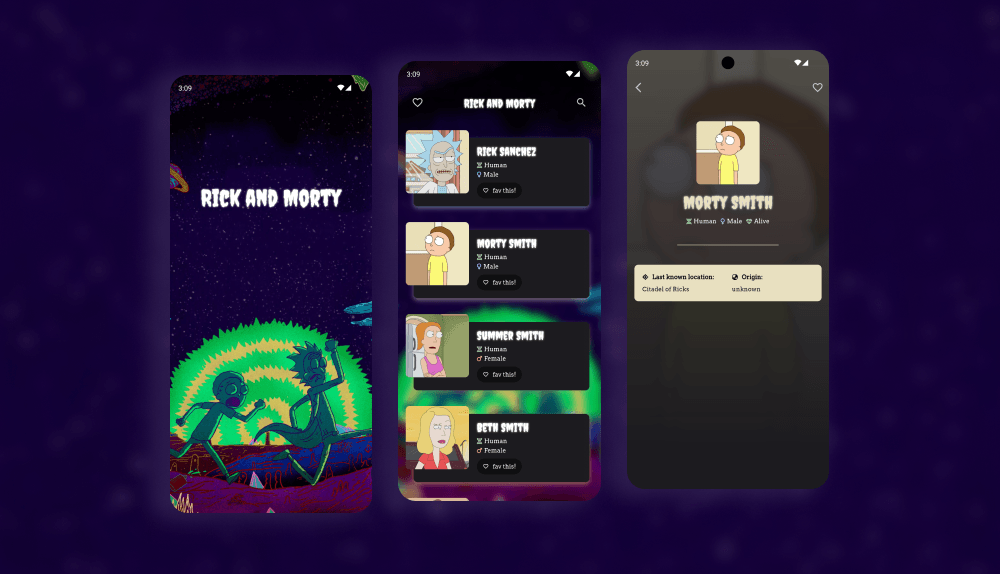 3:09
RICK AND MORTY
3:09
RICK AND MORTY
RICK SANCHEZ
Human
Male
fav this!
MORTY SMITH
Human
Male
fav this!
SUMMER SMITH
Human
Female
fav this!
BETH SMITH
Human
Female
fav this!
3:09
MORTY SMITH
Human Male Alive
Last known location: Origin:
Citadel of Ricks unknown